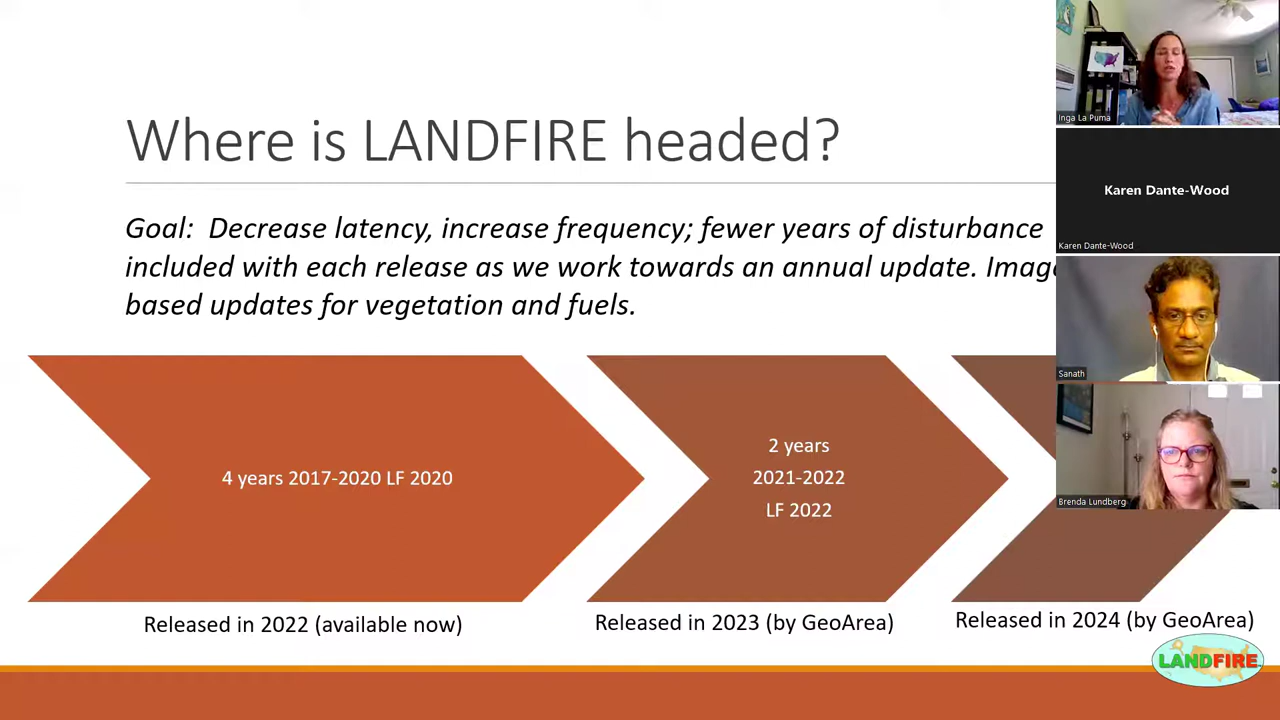 Where is LANDFIRE headed?
Goal:  Decrease latency, increase frequency; fewer years of disturbance
included with each release as we work towards an annual update. Imag
based updates for vegetation and fuels.
4 years 2017-2020 LF 2020
2 years
2021-2022
LF 2022
Released in 2022 (available now)
Released in 2023 (by GeoArea)
Released in 2024 (by GeoArea)
LANDFIRE
Inga La Puma
Karen Dante-Wood
Karen Dante-Wood
Sanath
Brenda Lundberg